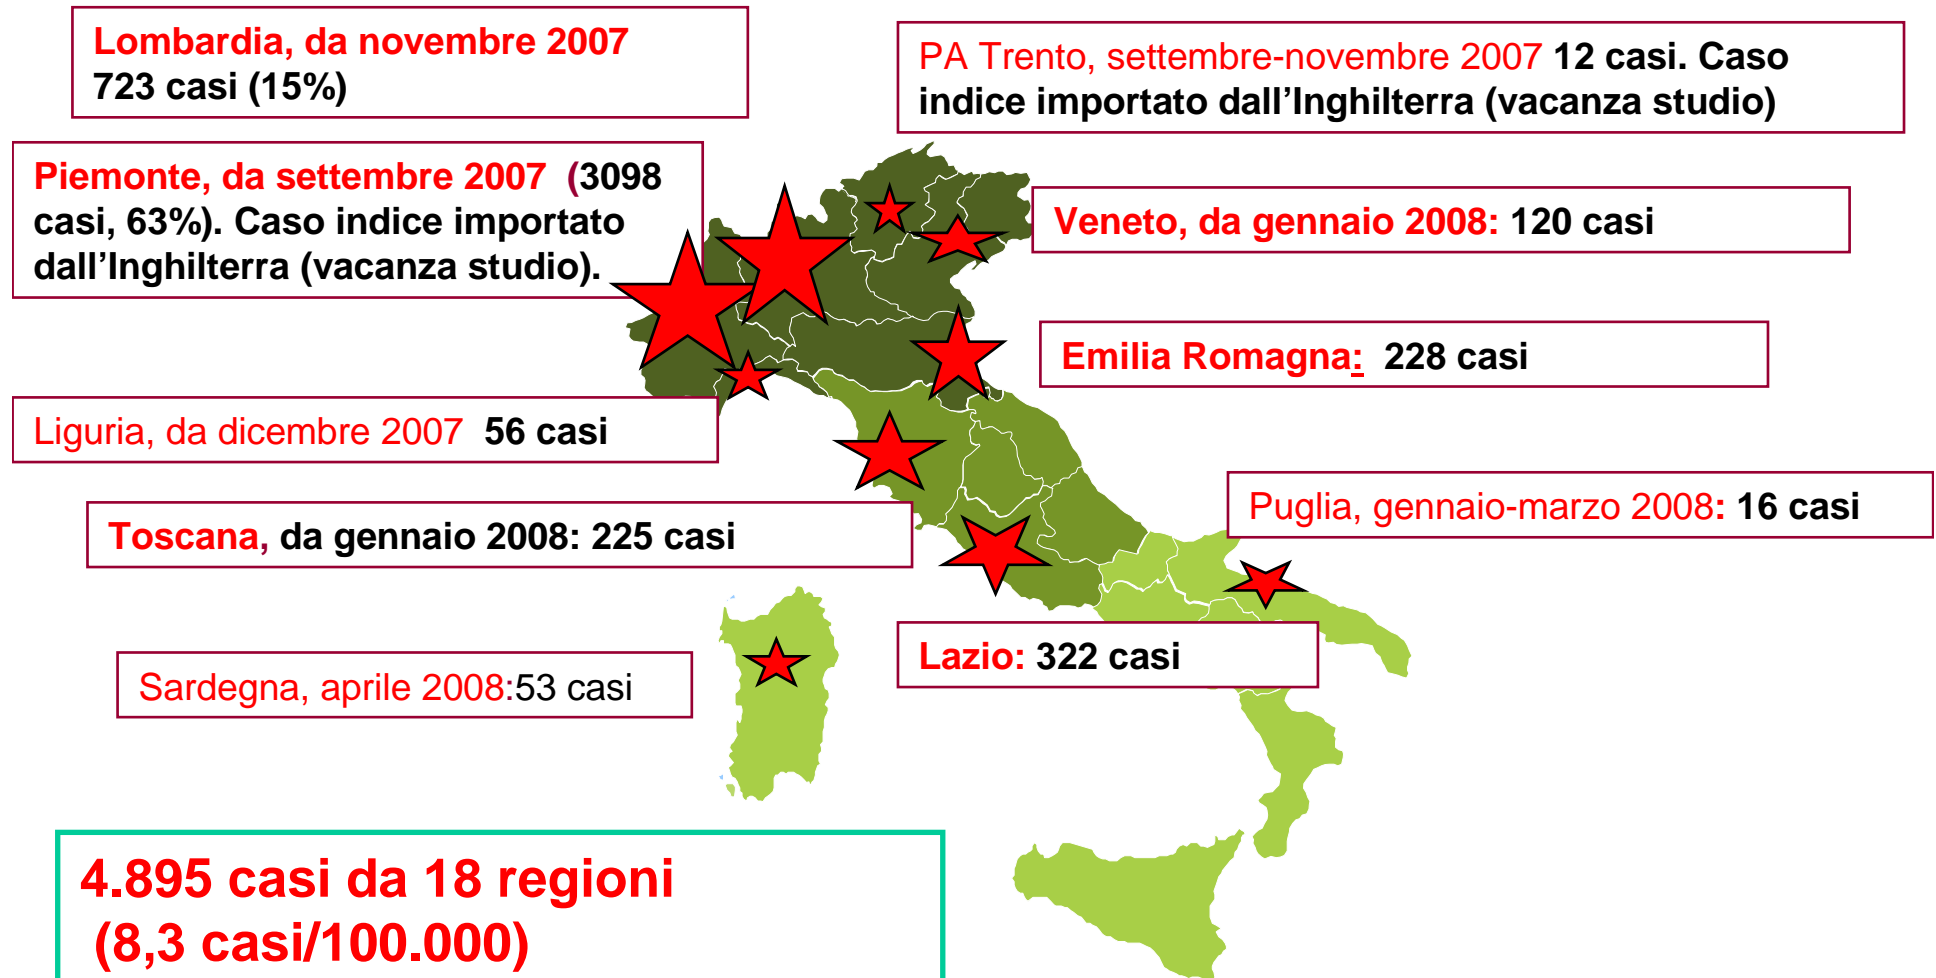 Lombardia, da novembre 2007
723 casi (15%)
PA Trento, settembre-novembre 2007 12 casi. Caso
indice importato dall’Inghilterra (vacanza studio)
Piemonte, da settembre 2007 (3098
casi, 63%). Caso indice importato
dall’Inghilterra (vacanza studio).
Veneto, da gennaio 2008: 120 casi
Emilia Romagna: 228 casi
Liguria, da dicembre 2007 56 casi
Toscana, da gennaio 2008: 225 casi
Puglia, gennaio-marzo 2008: 16 casi
Lazio: 322 casi
Sardegna, aprile 2008:53 casi
4.895 casi da 18 regioni
(8,3 casi/100.000)